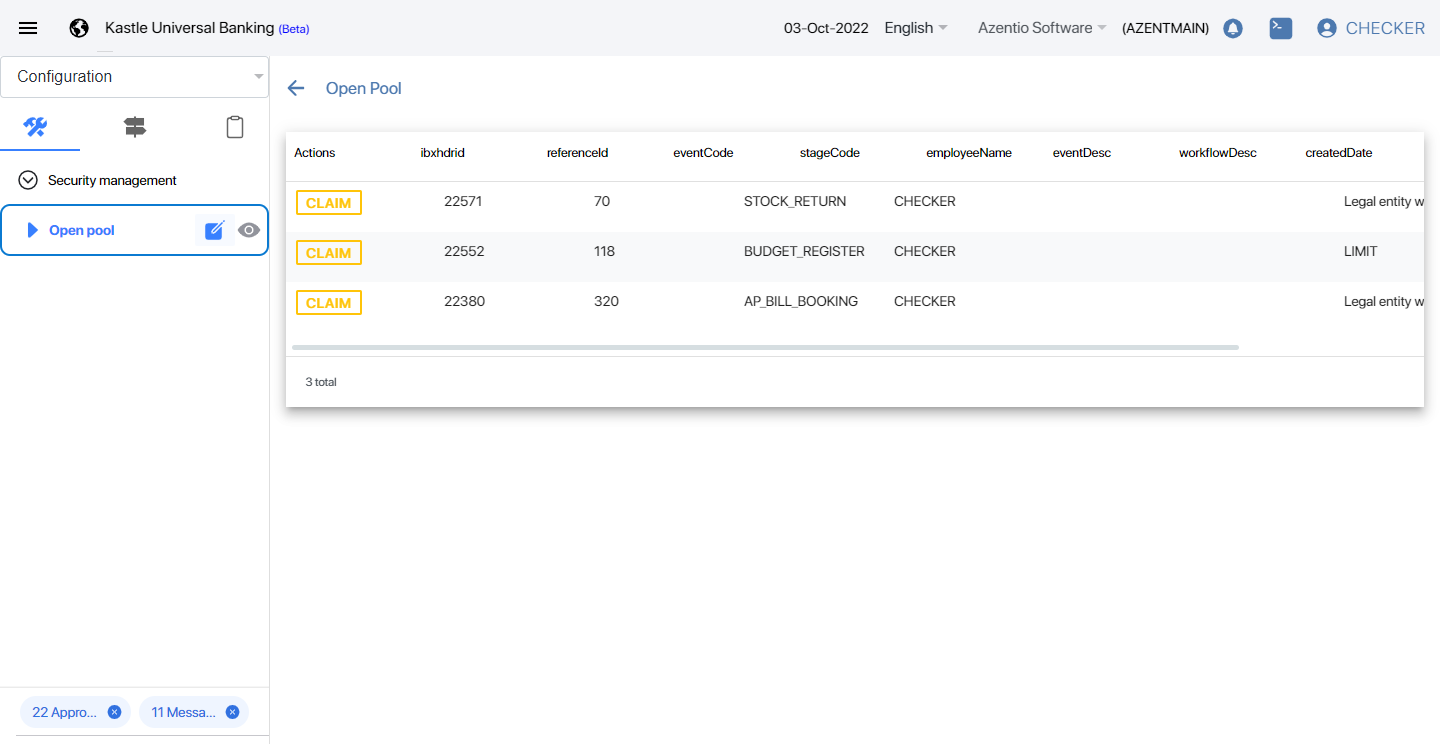 Kastle Universal Banking (Beta)
03-Oct-2022 English Azentio Software (AZENTMAIN) CHECKER
Configuration
Security management
Open pool
22 Appro...
11 Messa...
Open Pool
Actions ibxhdrid referenceId eventCode stageCode employeeName eventDesc workflowDesc createdDate
CLAIM 22571 70 STOCK_RETURN CHECKER Legal entity w
CLAIM 22552 118 BUDGET_REGISTER CHECKER LIMIT
CLAIM 22380 320 AP_BILL_BOOKING CHECKER Legal entity w
3 total